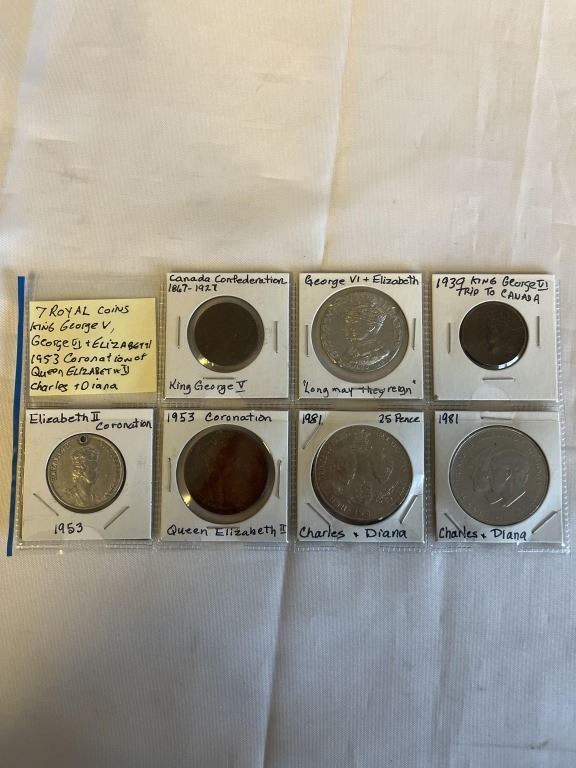 7 ROYAL COINS
KING GEORGE V,
GEORGE VI + ELIZABETH
1953 Coronation of
QUEEN ELIZABETH II
Charles + Diana
Canada Confederation
1867-1927
King George V
George VI + Elizabeth
"Long may they reign"
1939 KING GEORGE VI
TRIP TO CANADA
Elizabeth II
Coronation
1953
1953 Coronation
Queen Elizabeth II
1981 25 Pence
Charles + Diana
1981
Charles + Diana